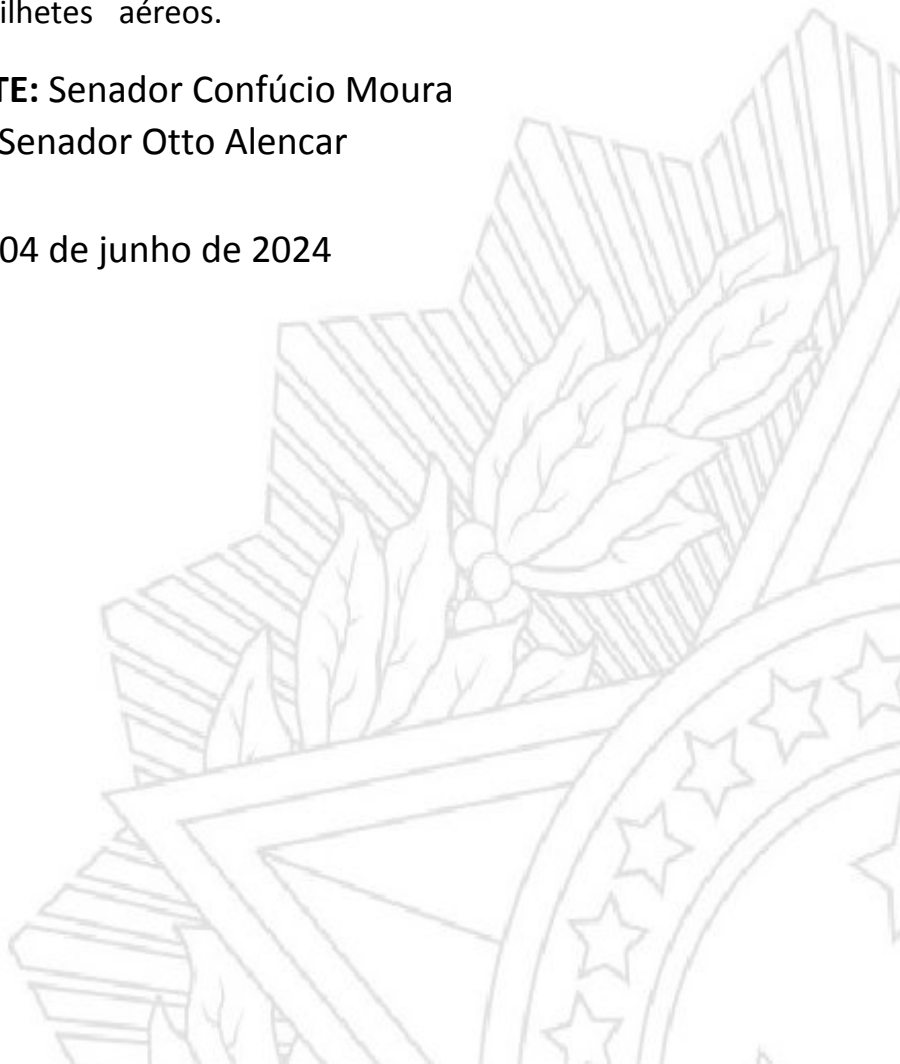 ilhetes aéreos.
TE: Senador Confúcio Moura
Senador Otto Alencar
04 de junho de 2024